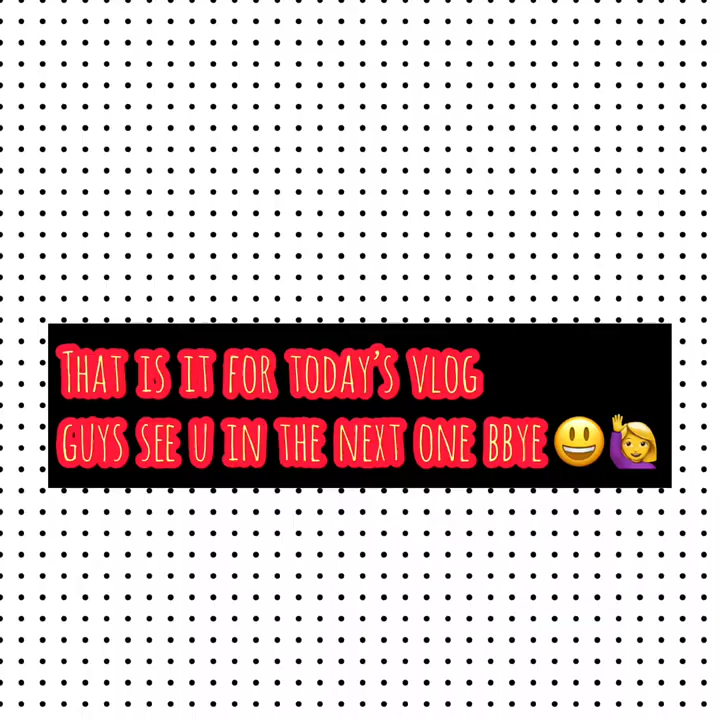 That is it for today’s vlog
guys see u in the next one bbye 😃🙋‍♀️